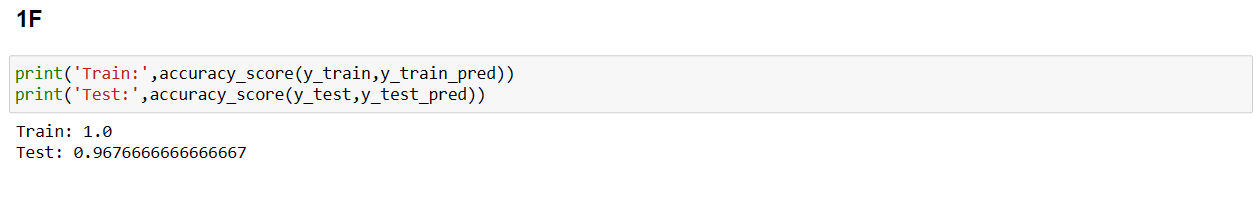 1F
print('Train:',accuracy_score(y_train,y_train_pred))
print('Test:',accuracy_score(y_test,y_test_pred))
Train: 1.0
Test: 0.9676666666666667